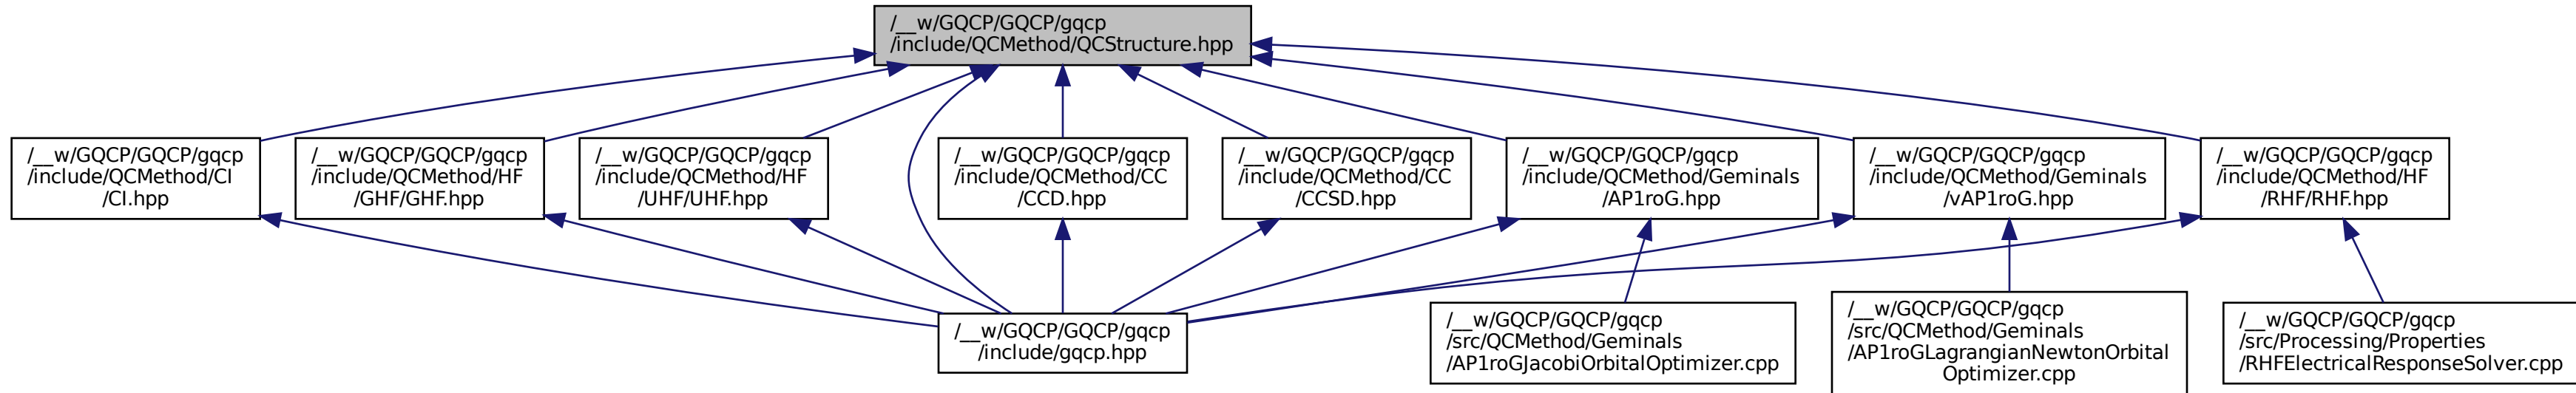 /__w/GQCP/GQCP/gqcp
/include/QCMethod/QCStructure.hpp
/__w/GQCP/GQCP/gqcp
/include/QCMethod/CI
/CI.hpp
/__w/GQCP/GQCP/gqcp
/include/QCMethod/HF
/GHF/GHF.hpp
/__w/GQCP/GQCP/gqcp
/include/QCMethod/HF
/UHF/UHF.hpp
/__w/GQCP/GQCP/gqcp
/include/QCMethod/CC
/CCD.hpp
/__w/GQCP/GQCP/gqcp
/include/QCMethod/CC
/CCSD.hpp
/__w/GQCP/GQCP/gqcp
/include/QCMethod/Geminals
/AP1roG.hpp
/__w/GQCP/GQCP/gqcp
/include/QCMethod/Geminals
/vAP1roG.hpp
/__w/GQCP/GQCP/gqcp
/include/QCMethod/HF
/RHF/RHF.hpp
/__w/GQCP/GQCP/gqcp
/include/gqcp.hpp
/__w/GQCP/GQCP/gqcp
/src/QCMethod/Geminals
/AP1roGJacobiOrbitalOptimizer.cpp
/__w/GQCP/GQCP/gqcp
/src/QCMethod/Geminals
/AP1roGLagrangianNewtonOrbital
Optimizer.cpp
/__w/GQCP/GQCP/gqcp
/src/Processing/Properties
/RHFElectricalResponseSolver.cpp